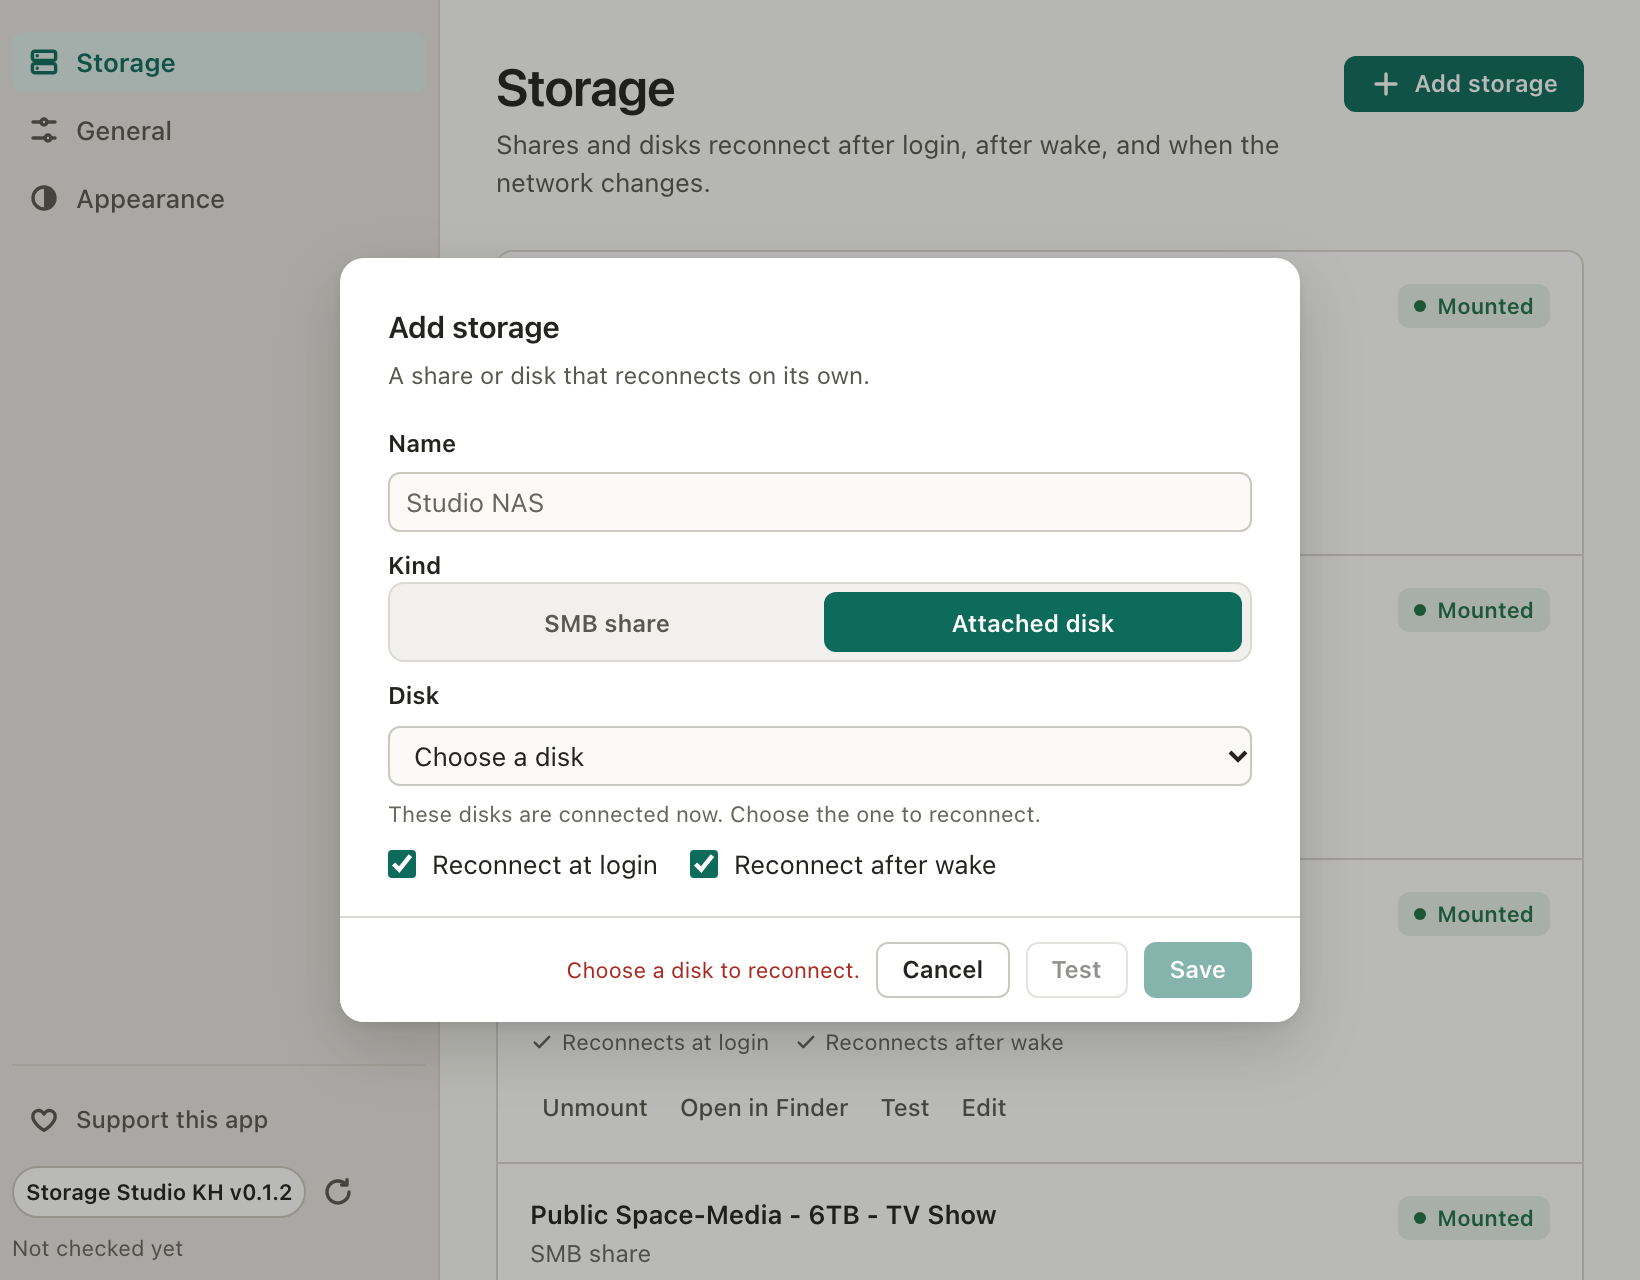 Storage
General
Appearance
Storage
Add storage
Shares and disks reconnect after login, after wake, and when the
network changes.
Mounted
Mounted
Mounted
Add storage
A share or disk that reconnects on its own.
Name
Studio NAS
Kind
SMB share
Attached disk
Disk
Choose a disk
These disks are connected now. Choose the one to reconnect.
Reconnect at login
Reconnect after wake
Choose a disk to reconnect.
Cancel
Test
Save
Reconnects at login
Reconnects after wake
Unmount
Open in Finder
Test
Edit
Public Space-Media - 6TB - TV Show
SMB share
Mounted
Support this app
Storage Studio KH v0.1.2
Not checked yet